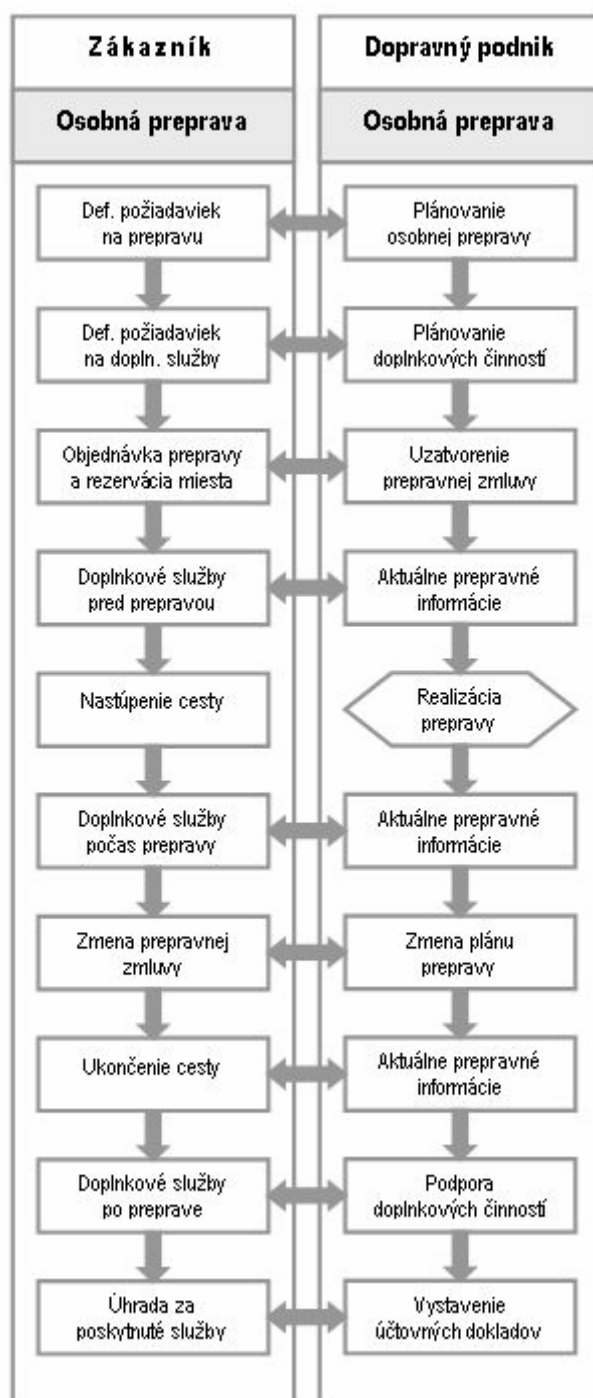 Zákazník
Dopravný podnik
Osobná preprava
Osobná preprava
Def. požiadaviek
na prepravu
Plánovanie
osobnej prepravy
Def. požiadaviek
na dopln. služby
Plánovanie
doplnkových činností
Objednávka prepravy
a rezervácia miesta
Uzatvorenie
prepravnej zmluvy
Doplnkové služby
pred prepravou
Aktuálne prepravné
informácie
Nastúpenie cesty
Realizácia
prepravy
Doplnkové služby
počas prepravy
Aktuálne prepravné
informácie
Zmena prepravnej
zmluvy
Zmena plánu
prepravy
Ukončenie cesty
Aktuálne prepravné
informácie
Doplnkové služby
po preprave
Podpora
doplnkových činností
Úhrada za
poskytnuté služby
Vystavenie
účtovných dokladov